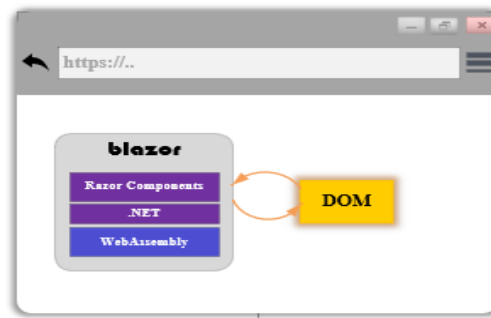 https://..
blazor
Razor Components
.NET
WebAssembly
DOM